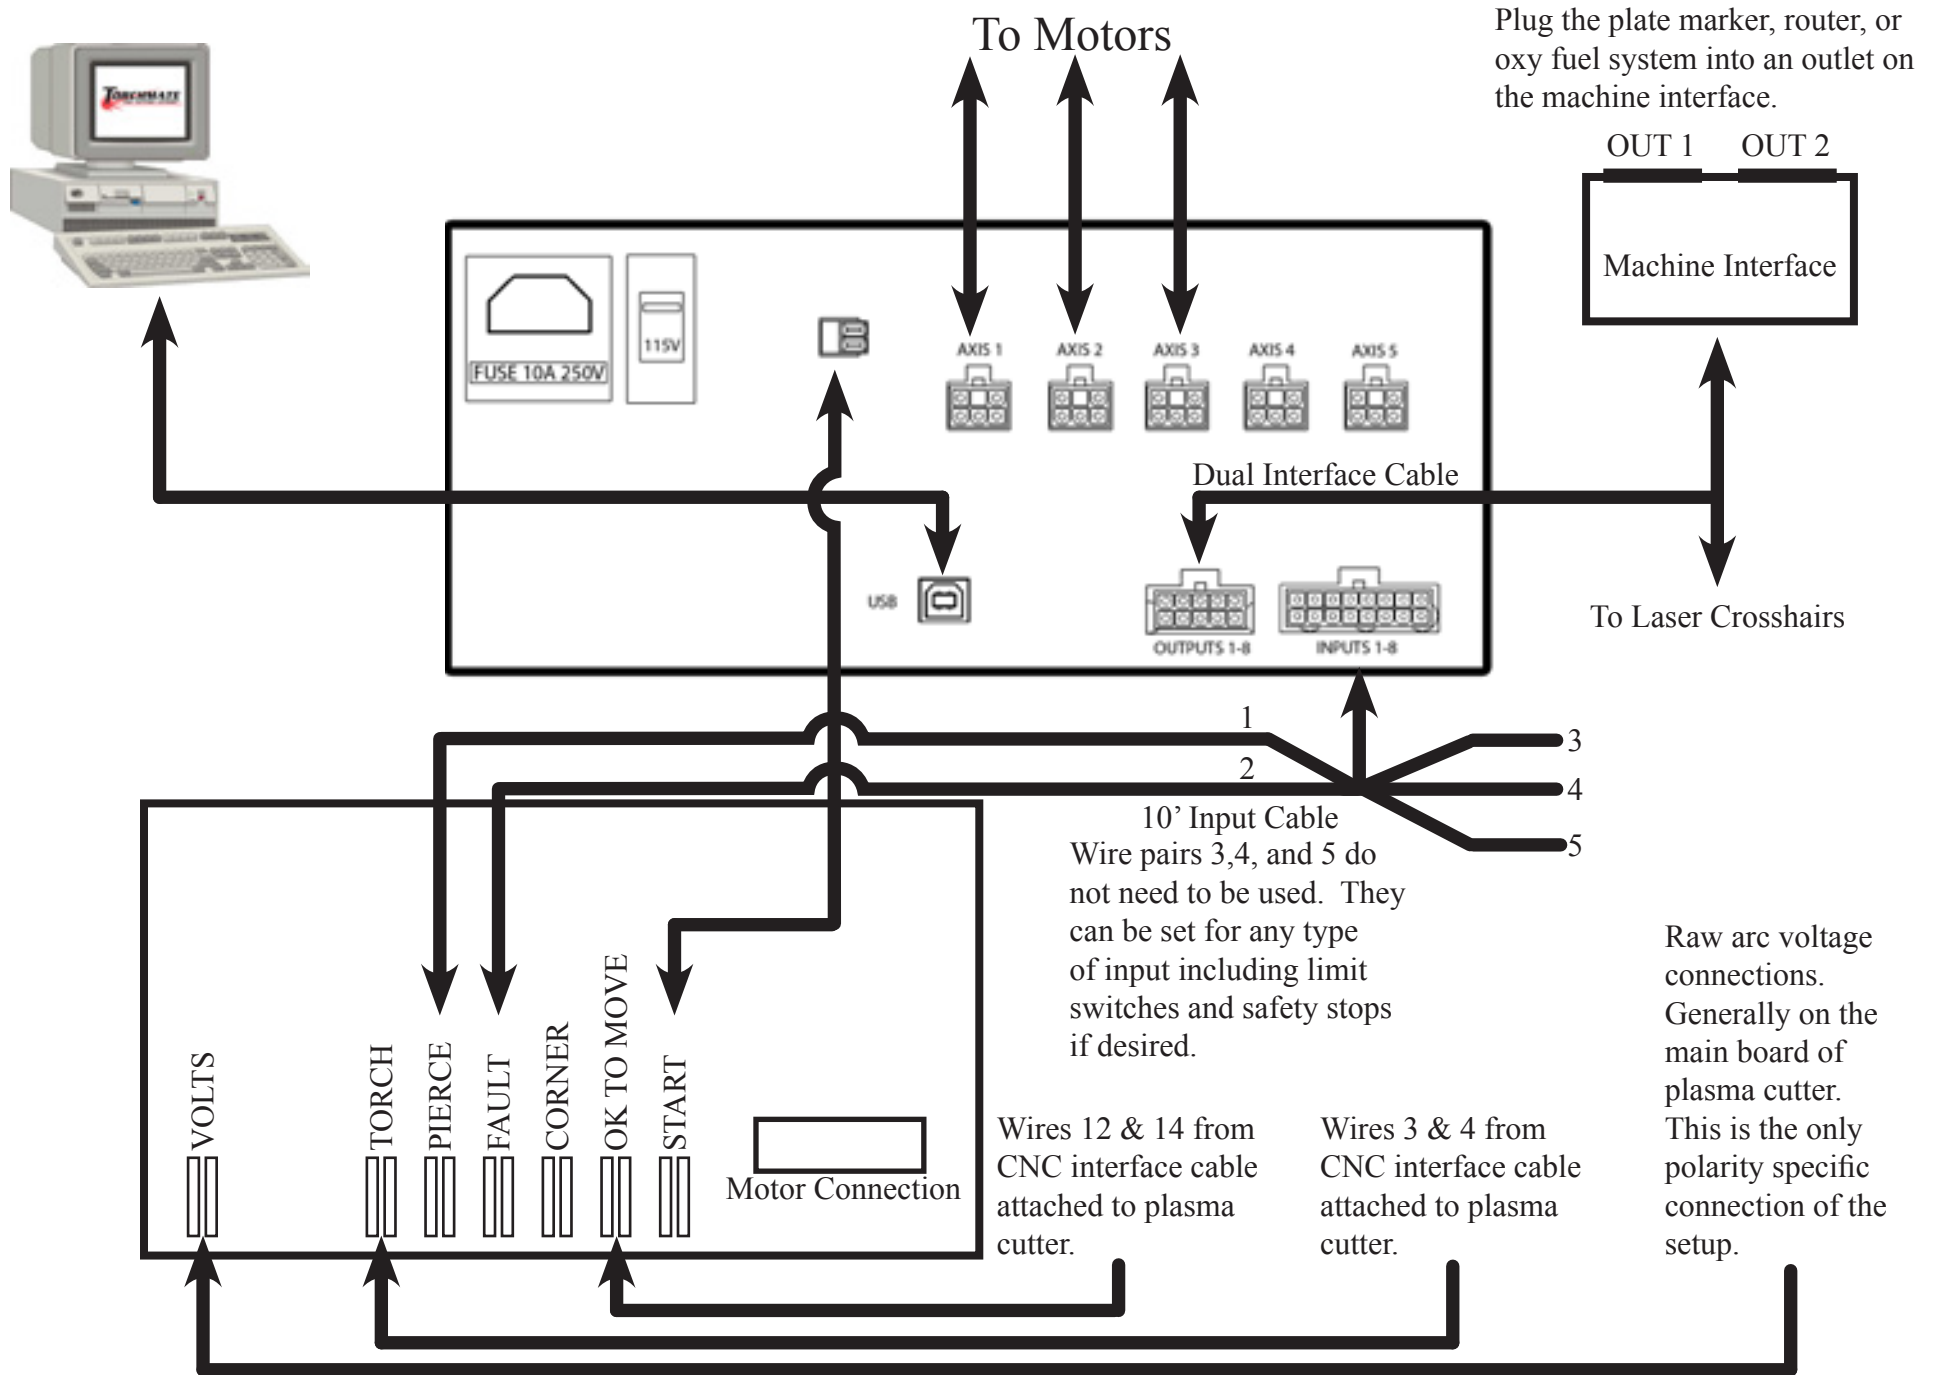 To Motors
Plug the plate marker, router, or
oxy fuel system into an outlet on
the machine interface.
OUT 1 OUT 2
Machine Interface
TORCHMATE
FUSE 10A 250V
115V
AXIS 1 AXIS 2 AXIS 3 AXIS 4 AXIS 5
Dual Interface Cable
USB
OUTPUTS 1-8
INPUTS 1-8
To Laser Crosshairs
1
2
3
4
5
10’ Input Cable
Wire pairs 3,4, and 5 do
not need to be used. They
can be set for any type
of input including limit
switches and safety stops
if desired.
VOLTS
TORCH
PIERCE
FAULT
CORNER
OK TO MOVE
START
Motor Connection
Wires 12 & 14 from
CNC interface cable
attached to plasma
cutter.
Wires 3 & 4 from
CNC interface cable
attached to plasma
cutter.
Raw arc voltage
connections.
Generally on the
main board of
plasma cutter.
This is the only
polarity specific
connection of the
setup.